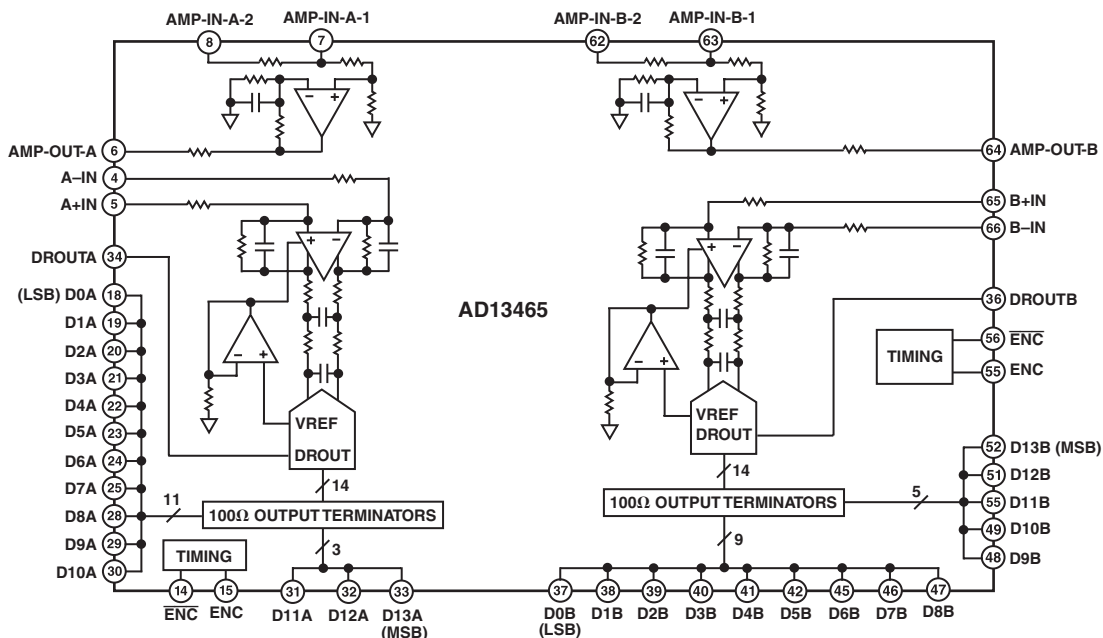 AMP-IN-A-2 AMP-IN-A-1 AMP-IN-B-2 AMP-IN-B-1
8 7 62 63
− + − +
AMP-OUT-A 6 64 AMP-OUT-B
A–IN 4
A+IN 5 65 B+IN
66 B–IN
+ − + −
DROUTA 34
(LSB) D0A 18 AD13465 36 DROUTB
D1A 19
D2A 20
D3A 21
D4A 22
D5A 23
D6A 24
D7A 25
D8A 28
D9A 29
D10A 30
− + − +
TIMING 56 ENC
55 ENC
VREF
DROUT
VREF
DROUT
14 14
52 D13B (MSB)
51 D12B
55 D11B
49 D10B
48 D9B
11 100Ω OUTPUT TERMINATORS 100Ω OUTPUT TERMINATORS 5
3 9
TIMING
14 15 31 32 33 37 38 39 40 41 42 45 46 47
ENC ENC D11A D12A D13A D0B D1B D2B D3B D4B D5B D6B D7B D8B
(MSB) (LSB)